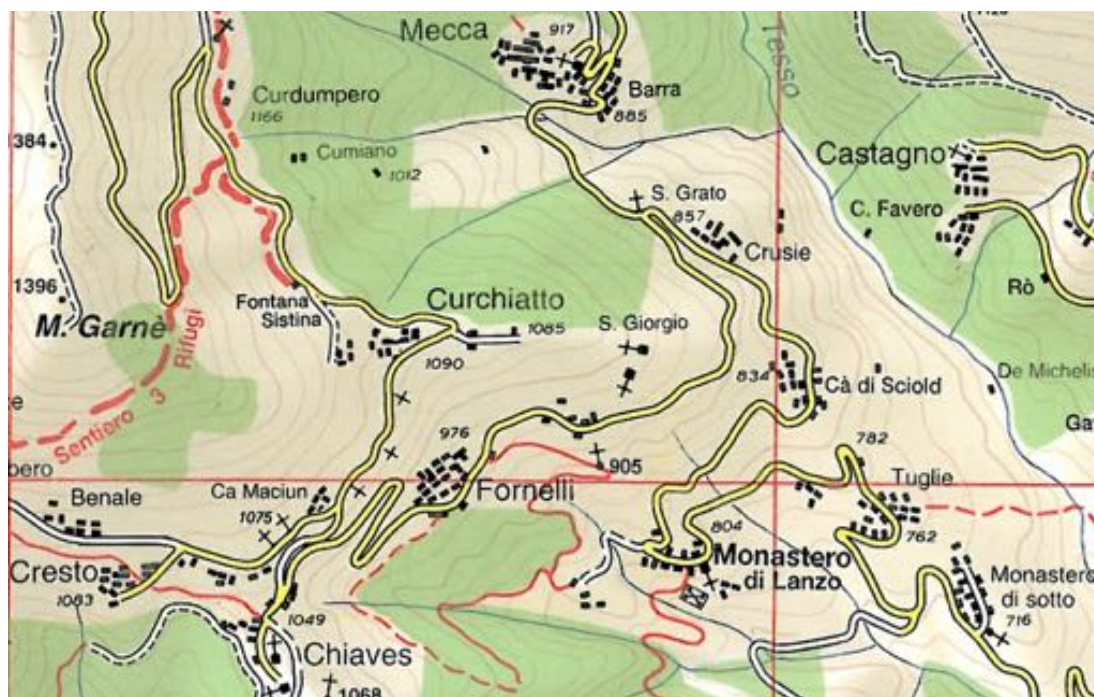 917
Mecca
Tesso
Barra
885
Curdumpero
1166
1384
Cumiano
1012
Castagno
S. Grato
857
C. Favero
Crusie
1396
Fontana
Sistina
Curchiatto
1085
Rò
M. Garnè
S. Giorgio
1090
Sentiero 3 Rifugi
834
Cà di Sciold
De Michelis
976
905
782
Benale
Ca Maciun
1075
Fornelli
Tuglie
804
762
Monastero
di Lanzo
Cresto
1083
Monastero
di sotto
1049
716
Chiaves
1068